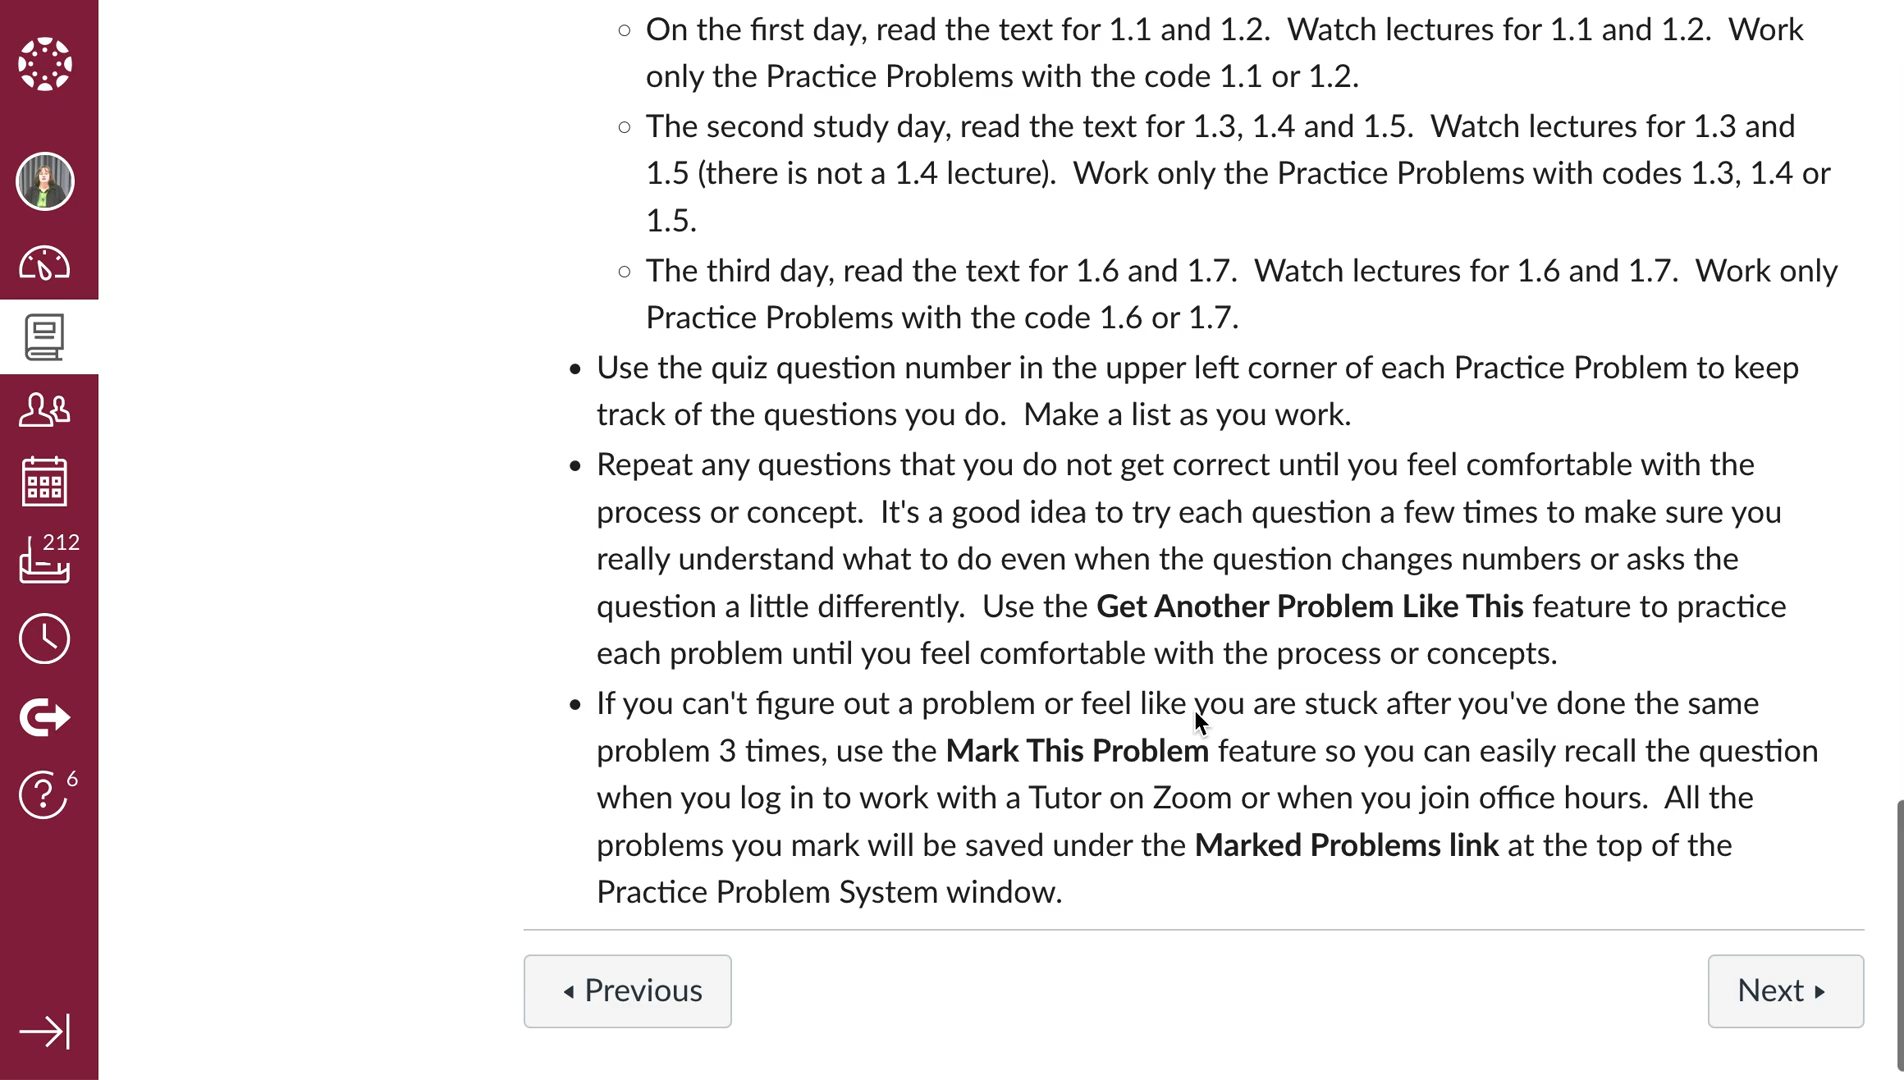 On the first day, read the text for 1.1 and 1.2.  Watch lectures for 1.1 and 1.2.  Work
only the Practice Problems with the code 1.1 or 1.2.
The second study day, read the text for 1.3, 1.4 and 1.5.  Watch lectures for 1.3 and
1.5 (there is not a 1.4 lecture).  Work only the Practice Problems with codes 1.3, 1.4 or
1.5.
The third day, read the text for 1.6 and 1.7.  Watch lectures for 1.6 and 1.7.  Work only
Practice Problems with the code 1.6 or 1.7.
Use the quiz question number in the upper left corner of each Practice Problem to keep
track of the questions you do.  Make a list as you work.
Repeat any questions that you do not get correct until you feel comfortable with the
process or concept.  It's a good idea to try each question a few times to make sure you
really understand what to do even when the question changes numbers or asks the
question a little differently.  Use the Get Another Problem Like This feature to practice
each problem until you feel comfortable with the process or concepts.
If you can't figure out a problem or feel like you are stuck after you've done the same
problem 3 times, use the Mark This Problem feature so you can easily recall the question
when you log in to work with a Tutor on Zoom or when you join office hours.  All the
problems you mark will be saved under the Marked Problems link at the top of the
Practice Problem System window.
Previous
Next
212
6